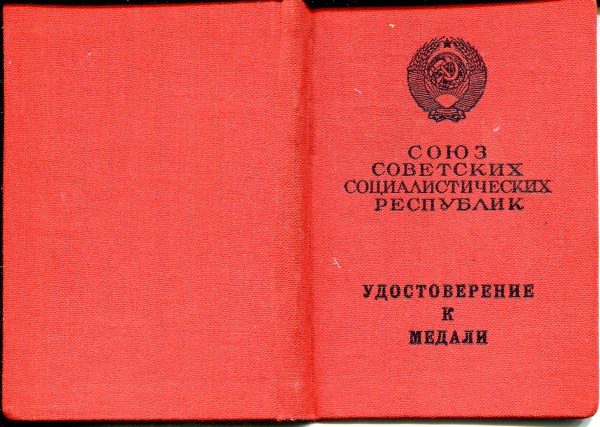 СОЮЗ
СОВЕТСКИХ
СОЦИАЛИСТИЧЕСКИХ
РЕСПУБЛИК
УДОСТОВЕРЕНИЕ
К
МЕДАЛИ